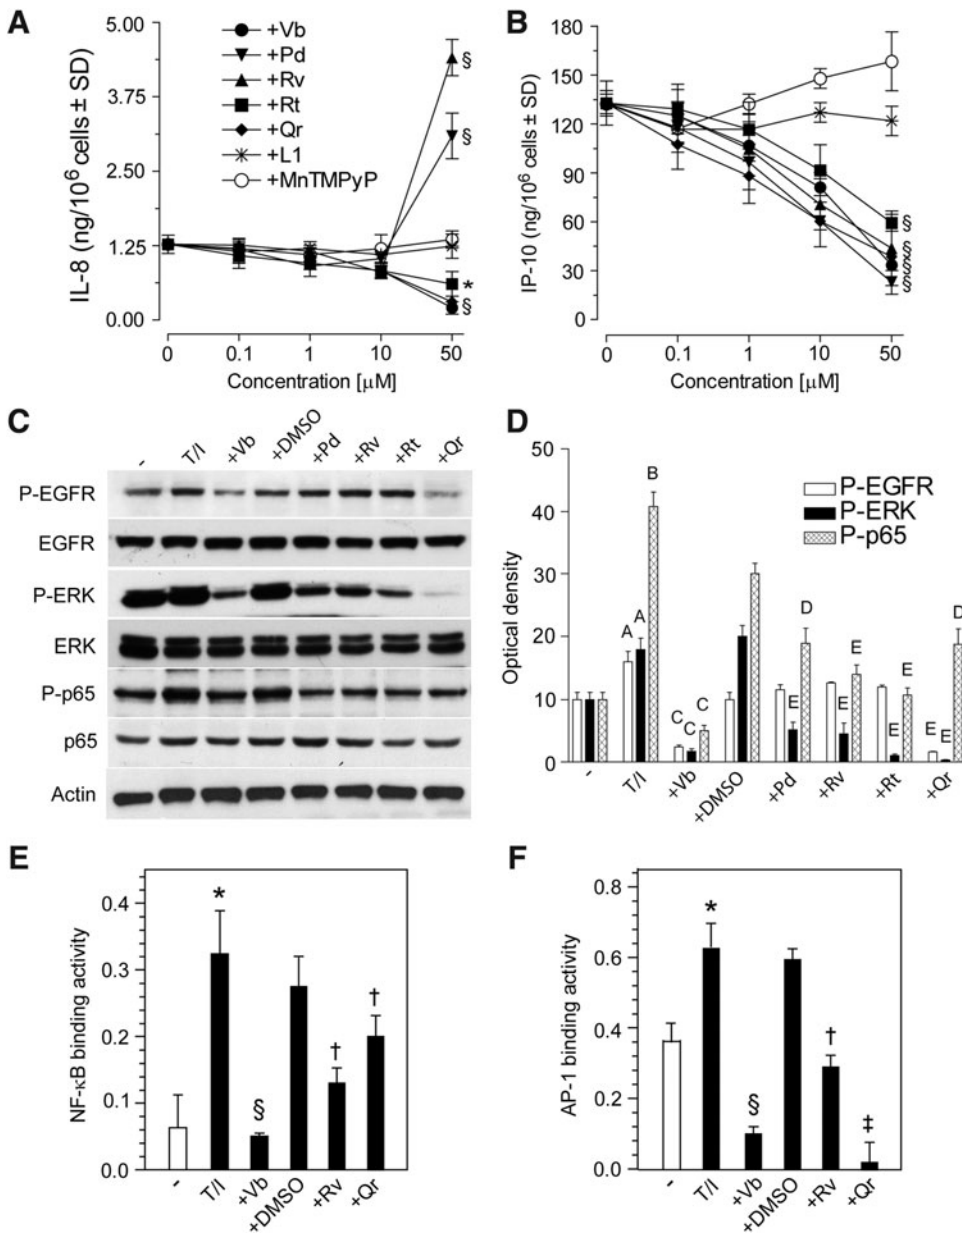 A
IL-8 (ng/10⁶ cells ± SD)
5.00
3.75
2.50
1.25
0.00
+Vb
+Pd
+Rv
+Rt
+Qr
+L1
+MnTMPyP
§
§
*
§
0 0.1 1 10 50
Concentration [μM]
B
IP-10 (ng/10⁶ cells ± SD)
180
150
120
90
60
30
0
§
§
§
§
§
0 0.1 1 10 50
Concentration [μM]
C
- T/I +Vb +DMSO +Pd +Rv +Rt +Qr
P-EGFR
EGFR
P-ERK
ERK
P-p65
p65
Actin
D
Optical density
50
40
30
20
10
0
P-EGFR
P-ERK
P-p65
A A B
C C C
E D
E E
E E
E E D
- T/I +Vb +DMSO +Pd +Rv +Rt +Qr
E
NF-κB binding activity
0.4
0.3
0.2
0.1
0.0
* § † †
- T/I +Vb +DMSO +Rv +Qr
F
AP-1 binding activity
0.8
0.6
0.4
0.2
0.0
* § † ‡
- T/I +Vb +DMSO +Rv +Qr